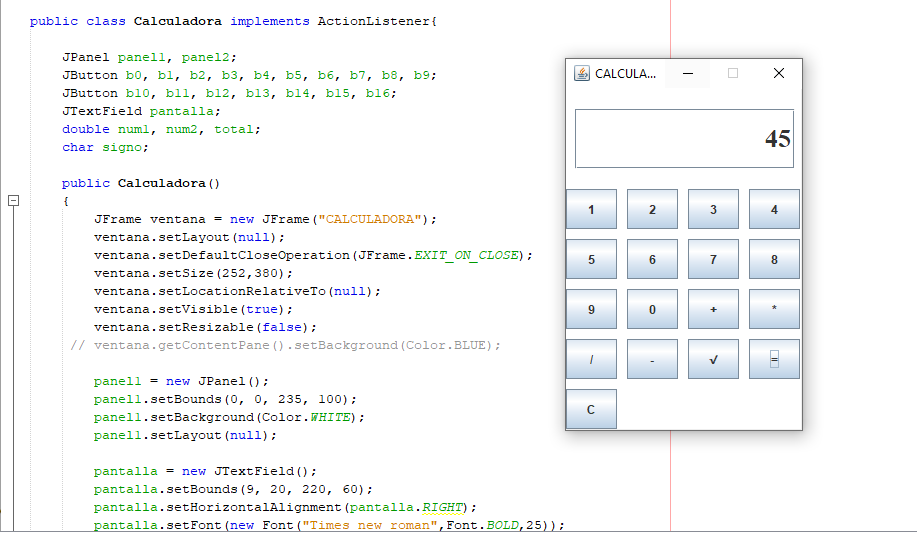 public class Calculadora implements ActionListener{
JPanel panel1, panel2;
JButton b0, b1, b2, b3, b4, b5, b6, b7, b8, b9;
JButton b10, b11, b12, b13, b14, b15, b16;
JTextField pantalla;
double num1, num2, total;
char signo;
public Calculadora()
{
JFrame ventana = new JFrame("CALCULADORA");
ventana.setLayout(null);
ventana.setDefaultCloseOperation(JFrame.EXIT_ON_CLOSE);
ventana.setSize(252,380);
ventana.setLocationRelativeTo(null);
ventana.setVisible(true);
ventana.setResizable(false);
// ventana.getContentPane().setBackground(Color.BLUE);
panel1 = new JPanel();
panel1.setBounds(0, 0, 235, 100);
panel1.setBackground(Color.WHITE);
panel1.setLayout(null);
pantalla = new JTextField();
pantalla.setBounds(9, 20, 220, 60);
pantalla.setHorizontalAlignment(pantalla.RIGHT);
pantalla.setFont(new Font("Times new roman",Font.BOLD,25));
CALCULA...
45
1 2 3 4
5 6 7 8
9 0 + *
/ - √ =
C